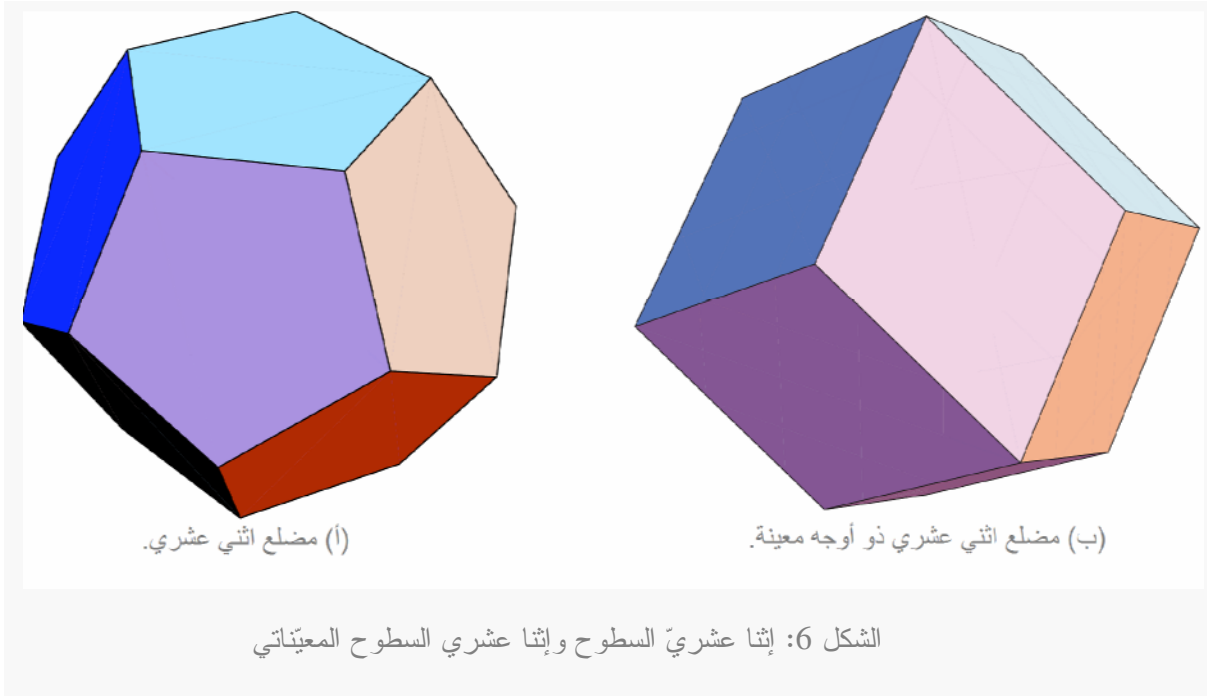 (أ) مضلع اثني عشري.
(ب) مضلع اثني عشري ذو أوجه معينة.
الشكل 6: إثنا عشريّ السطوح وإثنا عشري السطوح المعيّناتي